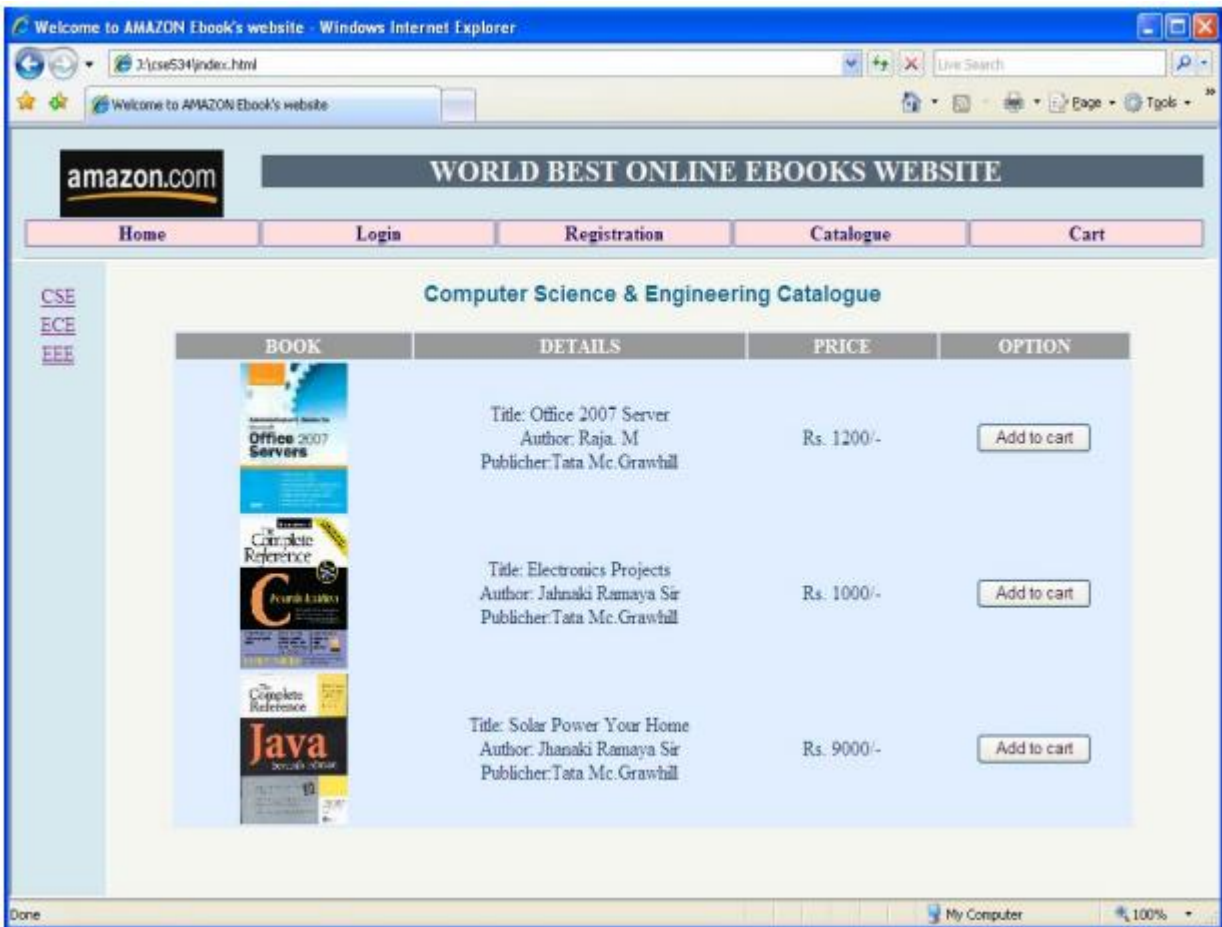 Welcome to AMAZON Ebook's website - Windows Internet Explorer
J:\cse534\index.html
Live Search
Welcome to AMAZON Ebook's website
Page
Tools
amazon.com
WORLD BEST ONLINE EBOOKS WEBSITE
Home Login Registration Catalogue Cart
CSE
ECE
EEE
Computer Science & Engineering Catalogue
BOOK DETAILS PRICE OPTION
Office 2007
Servers
Title: Office 2007 Server
Author: Raja. M
Publicher:Tata Mc.Grawhill
Rs. 1200/-
Add to cart
The
Complete
Reference
C
Fourth Edition
Title: Electronics Projects
Author: Jahnaki Ramaya Sir
Publicher:Tata Mc.Grawhill
Rs. 1000/-
Add to cart
The
Complete
Reference
Java
Seventh Edition
Title: Solar Power Your Home
Author: Jhanaki Ramaya Sir
Publicher:Tata Mc.Grawhill
Rs. 9000/-
Add to cart
Done
My Computer
100%